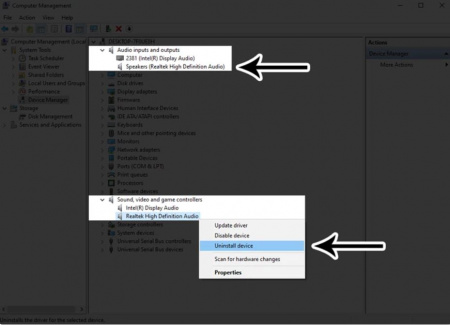 Computer Management
File Action View Help
Computer Management (Local
System Tools
Task Scheduler
Event Viewer
Shared Folders
Local Users and Groups
Performance
Device Manager
Storage
Disk Management
Services and Applications
Audio inputs and outputs
2381 (Intel(R) Display Audio)
Speakers (Realtek High Definition Audio)
Computer
Disk drives
Display adapters
Firmware
Human Interface Devices
IDE ATA/ATAPI controllers
Keyboards
Mice and other pointing devices
Monitors
Network adapters
Portable Devices
Ports (COM & LPT)
Print queues
Processors
Software devices
Sound, video and game controllers
Intel(R) Display Audio
Realtek High Definition Audio
Storage controllers
System devices
Universal Serial Bus controllers
Universal Serial Bus devices
Update driver
Disable device
Uninstall device
Scan for hardware changes
Properties
Actions
Device Manager
More Actions
Uninstalls the driver for the selected device.